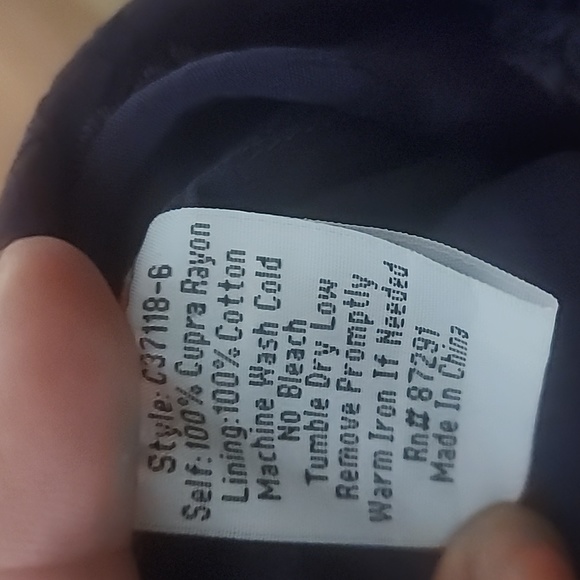 Style: C37118-6
Self: 100% Cupra Rayon
Lining:100% Cotton
Machine Wash Cold
No Bleach
Tumble Dry Low
Remove Promptly
Warm Iron If Needed
Rn# 87291
Made In China